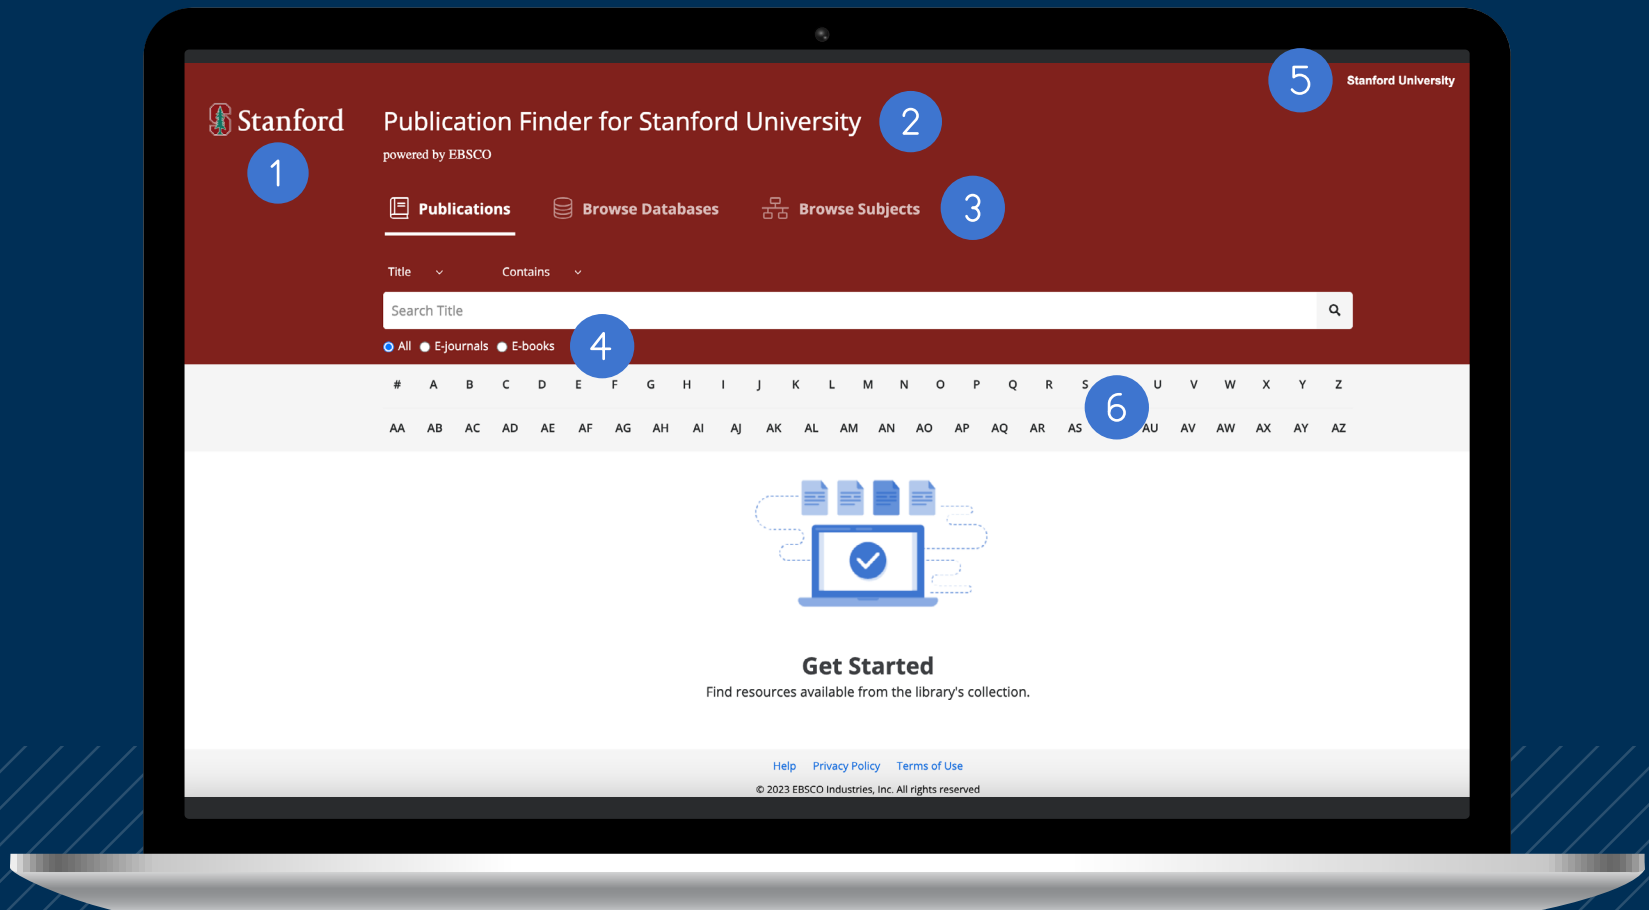 5
Stanford University
Stanford
Publication Finder for Stanford University
2
powered by EBSCO
1
Publications
Browse Databases
Browse Subjects
3
Title
Contains
Search Title
All E-journals E-books
4
# A B C D E F G H I J K L M N O P Q R S U V W X Y Z
6
AA AB AC AD AE AF AG AH AI AJ AK AL AM AN AO AP AQ AR AS AU AV AW AX AY AZ
Get Started
Find resources available from the library's collection.
Help Privacy Policy Terms of Use
© 2023 EBSCO Industries, Inc. All rights reserved